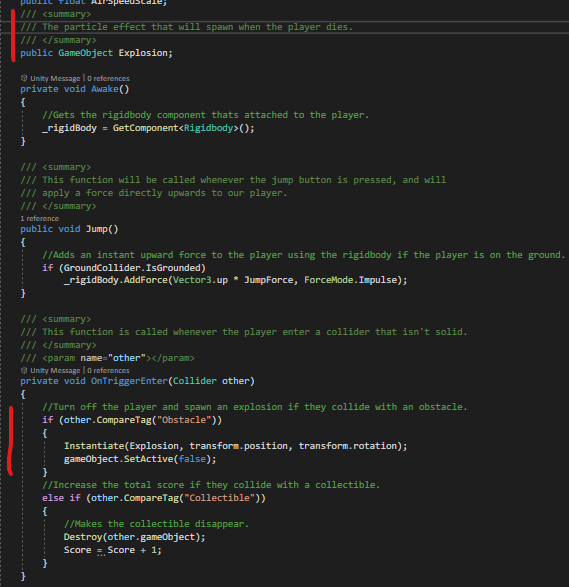 public float AirSpeedScale;
/// <summary>
/// The particle effect that will spawn when the player dies.
/// </summary>
public GameObject Explosion;
Unity Message | 0 references
private void Awake()
{
//Gets the rigidbody component thats attached to the player.
_rigidBody = GetComponent<Rigidbody>();
}
/// <summary>
/// This function will be called whenever the jump button is pressed, and will
/// apply a force directly upwards to our player.
/// </summary>
1 reference
public void Jump()
{
//Adds an instant upward force to the player using the rigidbody if the player is on the ground.
if (GroundCollider.IsGrounded)
_rigidBody.AddForce(Vector3.up * JumpForce, ForceMode.Impulse);
}
/// <summary>
/// This function is called whenever the player enter a collider that isn't solid.
/// </summary>
/// <param name="other"></param>
Unity Message | 0 references
private void OnTriggerEnter(Collider other)
{
//Turn off the player and spawn an explosion if they collide with an obstacle.
if (other.CompareTag("Obstacle"))
{
Instantiate(Explosion, transform.position, transform.rotation);
gameObject.SetActive(false);
}
//Increase the total score if they collide with a collectible.
else if (other.CompareTag("Collectible"))
{
//Makes the collectible disappear.
Destroy(other.gameObject);
Score = Score + 1;
}
}